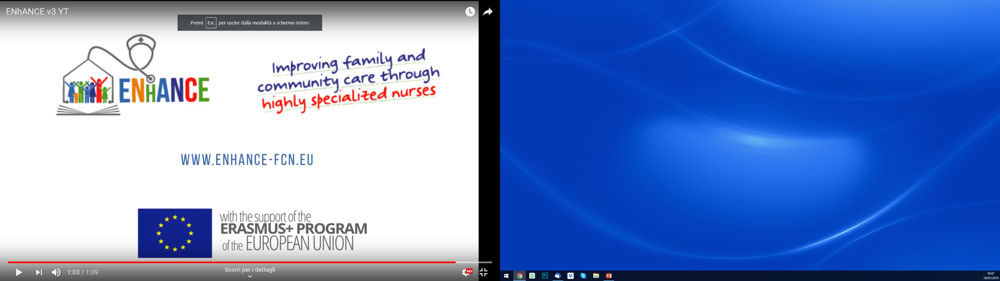 ENhANCE v3 YT
Premi Esc per uscire dalla modalità a schermo intero
ENhANCE
Improving family and
community care through
highly specialized nurses
WWW.ENHANCE-FCN.EU
with the support of the
ERASMUS+ PROGRAM
of the EUROPEAN UNION
1:03 / 1:09
Scorri per i dettagli
HD
Ps
16:47
19/07/2019